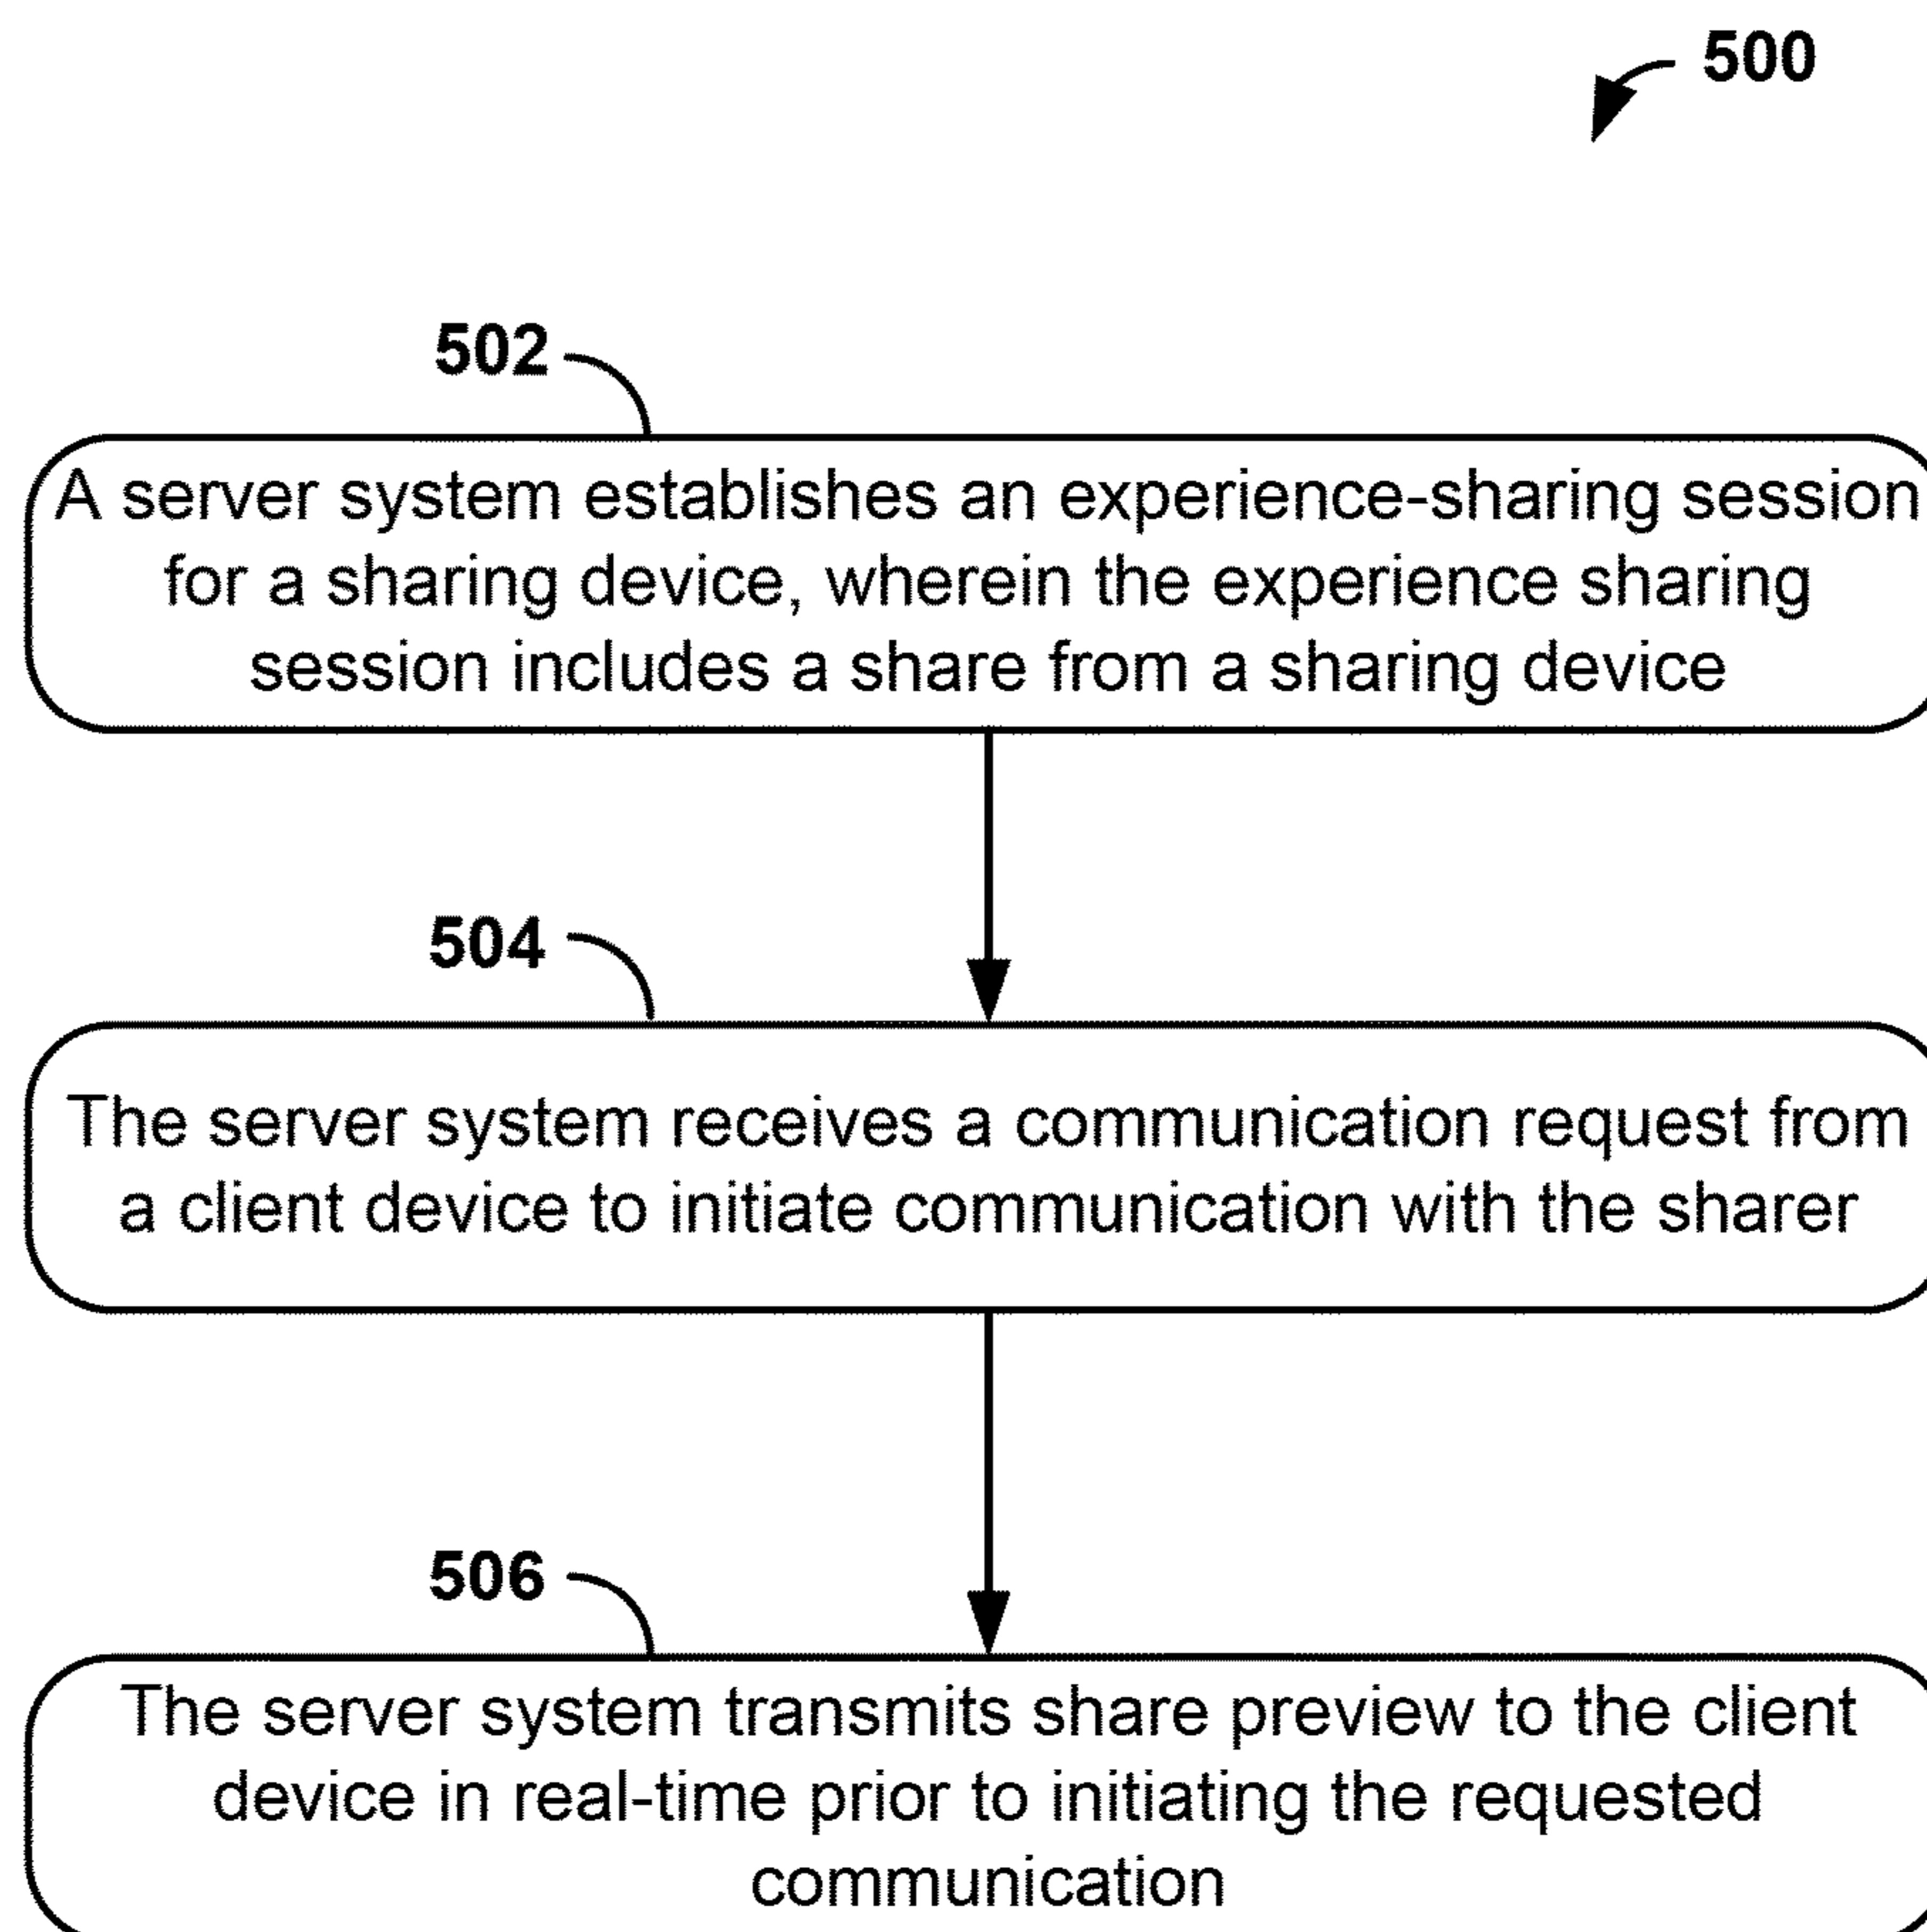 500
502
A server system establishes an experience-sharing session
for a sharing device, wherein the experience sharing
session includes a share from a sharing device
504
The server system receives a communication request from
a client device to initiate communication with the sharer
506
The server system transmits share preview to the client
device in real-time prior to initiating the requested
communication